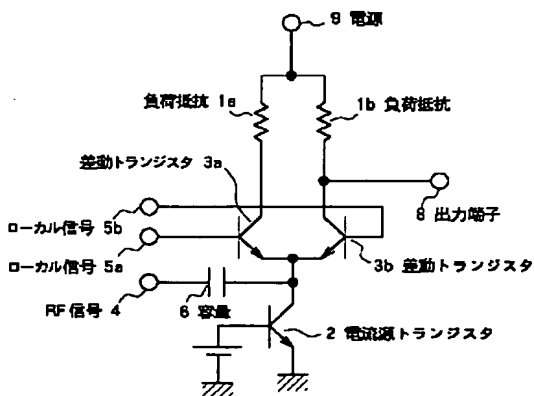 9 電源
負荷抵抗 1a
1b 負荷抵抗
差動トランジスタ 3a
ローカル信号 5b
8 出力端子
ローカル信号 5a
3b 差動トランジスタ
RF信号 4
6 容量
2 電流源トランジスタ